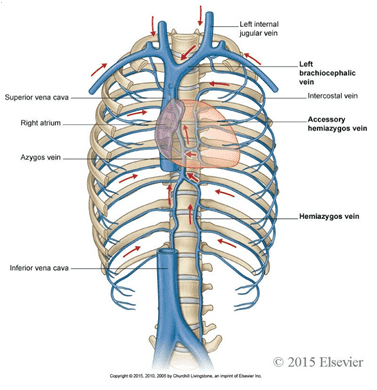 Left internal
jugular vein
Left
brachiocephalic
vein
Superior vena cava
Intercostal vein
Right atrium
Accessory
hemiazygos vein
Azygos vein
Hemiazygos vein
Inferior vena cava
© 2015 Elsevier
Copyright © 2015, 2010, 2005 by Churchill Livingstone, an imprint of Elsevier Inc.